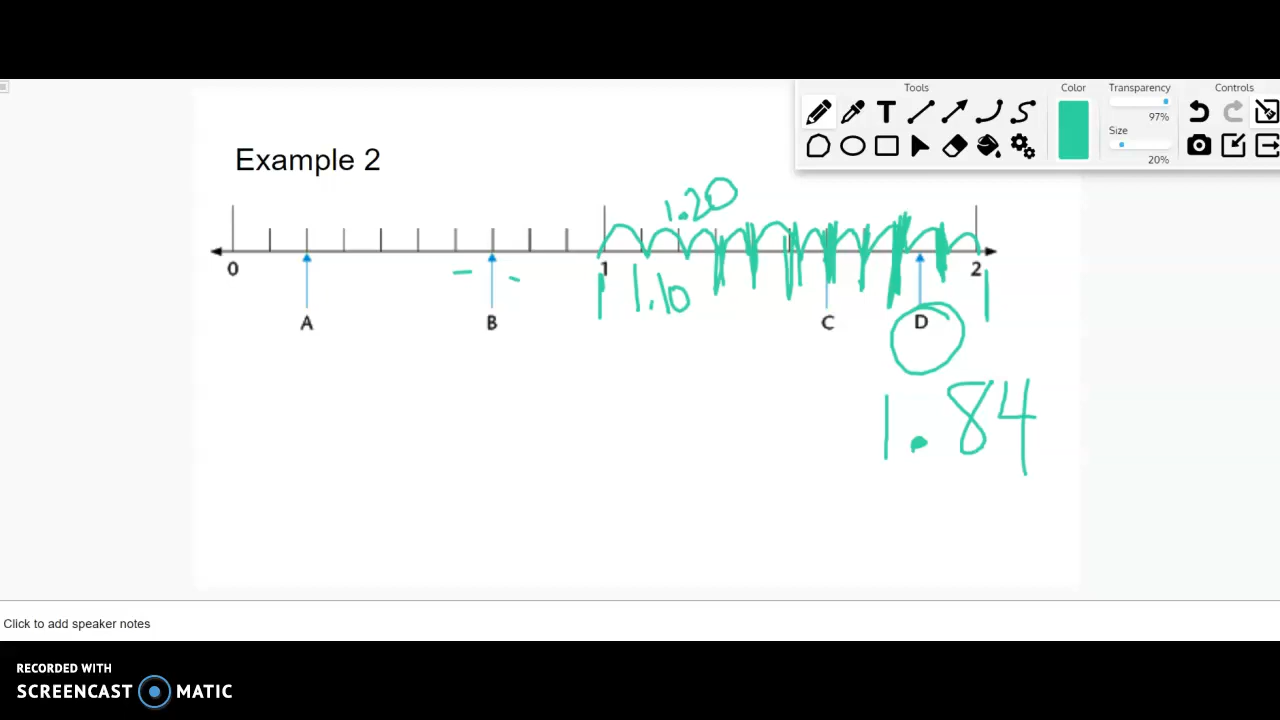 Tools
Color
Transparency
Controls
97%
Size
20%
Example 2
1.20
0
1
2
1.10
A
B
C
D
1.84
Click to add speaker notes
RECORDED WITH
SCREENCAST MATIC